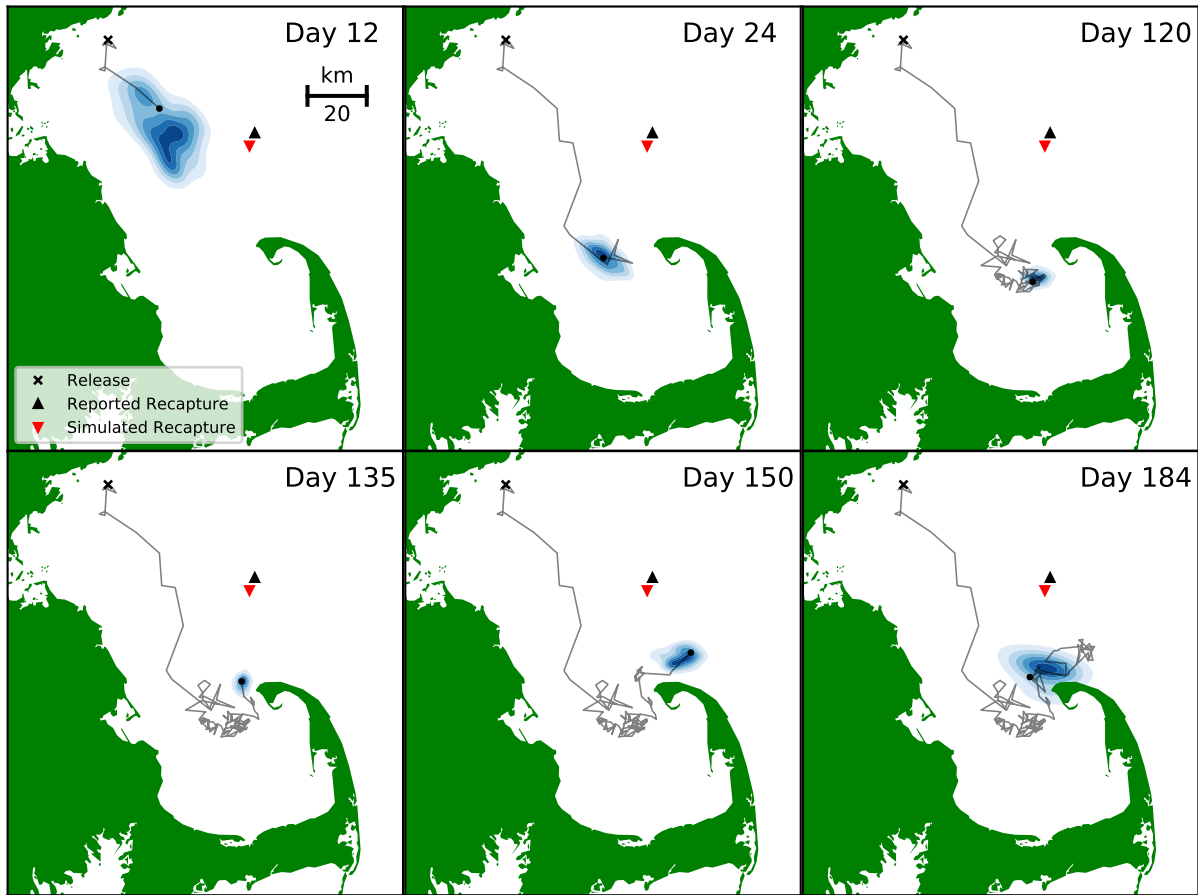 Day 12
km
20
Release
Reported Recapture
Simulated Recapture
Day 24
Day 120
Day 135
Day 150
Day 184